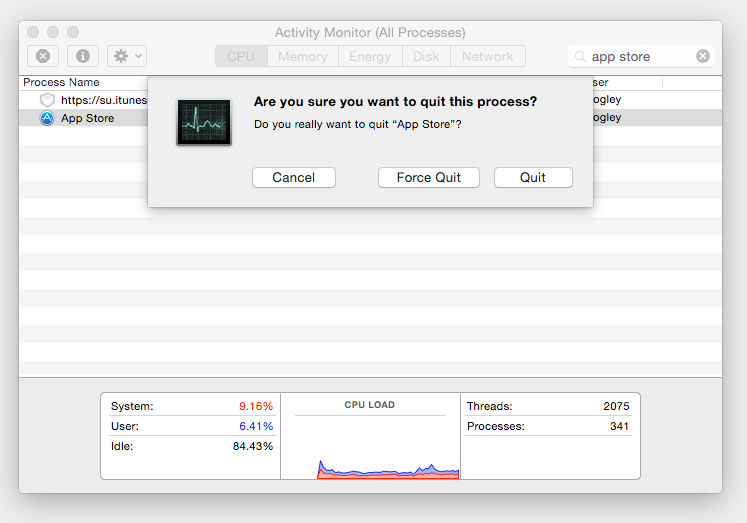 Activity Monitor (All Processes)
CPU Memory Energy Disk Network
app store
Process Name
ser
https://su.itunes
ogley
App Store
ogley
Are you sure you want to quit this process?
Do you really want to quit “App Store”?
Cancel
Force Quit
Quit
System: 9.16%
User: 6.41%
Idle: 84.43%
CPU LOAD
Threads: 2075
Processes: 341